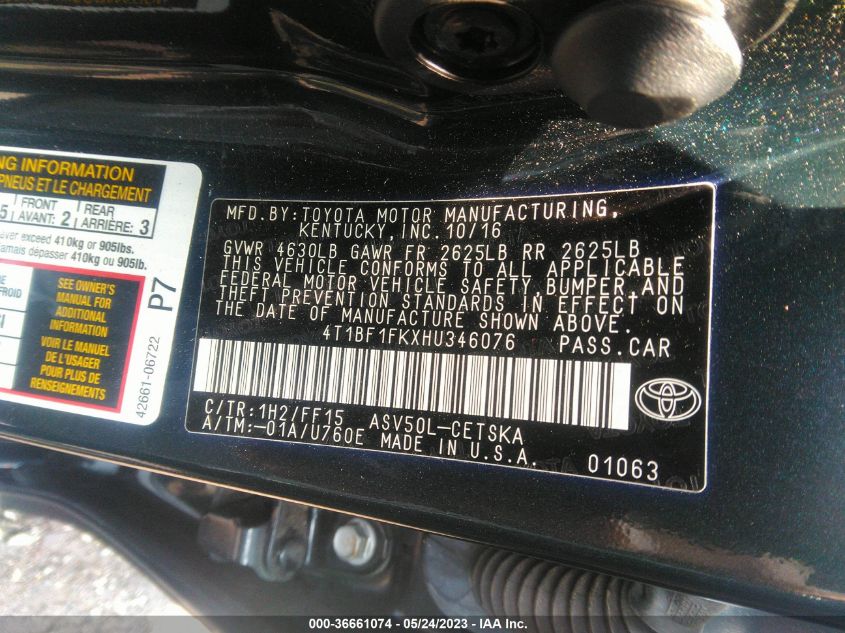 NG INFORMATION
PNEUS ET LE CHARGEMENT
5 FRONT AVANT: 2 REAR ARRIÈRE: 3
ver exceed 410kg or 905lbs.
amais dépasser 410kg ou 905lb.
SEE OWNER'S
MANUAL FOR
ADDITIONAL
INFORMATION
VOIR LE MANUEL
DE L'USAGER
POUR PLUS DE
RENSEIGNEMENTS
FROID
42661-06722
P7
MFD.BY:TOYOTA MOTOR MANUFACTURING,
KENTUCKY,INC.10/16
GVWR 4630LB GAWR FR 2625LB RR 2625LB
THIS VEHICLE CONFORMS TO ALL APPLICABLE
FEDERAL MOTOR VEHICLE SAFETY,BUMPER,AND
THEFT PREVENTION STANDARDS IN EFFECT ON
THE DATE OF MANUFACTURE SHOWN ABOVE.
4T1BF1FKXHU346076 PASS.CAR
C/TR:1H2/FF15 ASV50L-CETSKA
A/TM:-01A/U760E MADE IN U.S.A.
01063
000-36661074 - 05/24/2023 - IAA Inc.